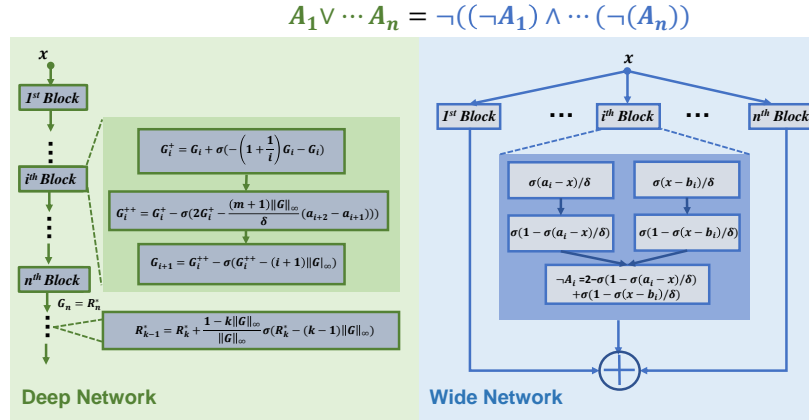 A₁∨ ⋯ Aₙ = ¬((¬A₁) ∧ ⋯ (¬(Aₙ))
x
1ˢᵗ Block
⋮
iᵗʰ Block
⋮
nᵗʰ Block
Gₙ = Rₙ*
⋮
Gᵢ⁺ = Gᵢ + σ(−(1 + 1/i) Gᵢ − Gᵢ)
Gᵢ⁺⁺ = Gᵢ⁺ − σ(2Gᵢ⁺ − (m + 1)‖G‖∞/δ (aᵢ₊₂ − aᵢ₊₁)))
Gᵢ₊₁ = Gᵢ⁺⁺ − σ(Gᵢ⁺⁺ − (i + 1)‖G‖∞)
R*ₖ₋₁ = R*ₖ + (1 − k‖G‖∞)/‖G‖∞ σ(R*ₖ − (k − 1)‖G‖∞)
Deep Network
x
1ˢᵗ Block ⋯ iᵗʰ Block ⋯ nᵗʰ Block
σ(aᵢ − x)/δ
σ(x − bᵢ)/δ
σ(1 − σ(aᵢ − x)/δ)
σ(1 − σ(x − bᵢ)/δ)
¬Aᵢ =2−σ(1 − σ(aᵢ − x)/δ)
+σ(1 − σ(x − bᵢ)/δ)
Wide Network